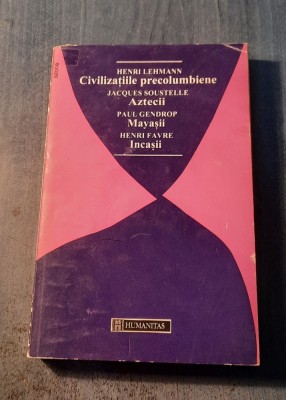 HENRI LEHMANN
Civilizațiile precolumbiene
JACQUES SOUSTELLE
Aztecii
PAUL GENDROP
Mayașii
HENRI FAVRE
Incașii
HUMANITAS